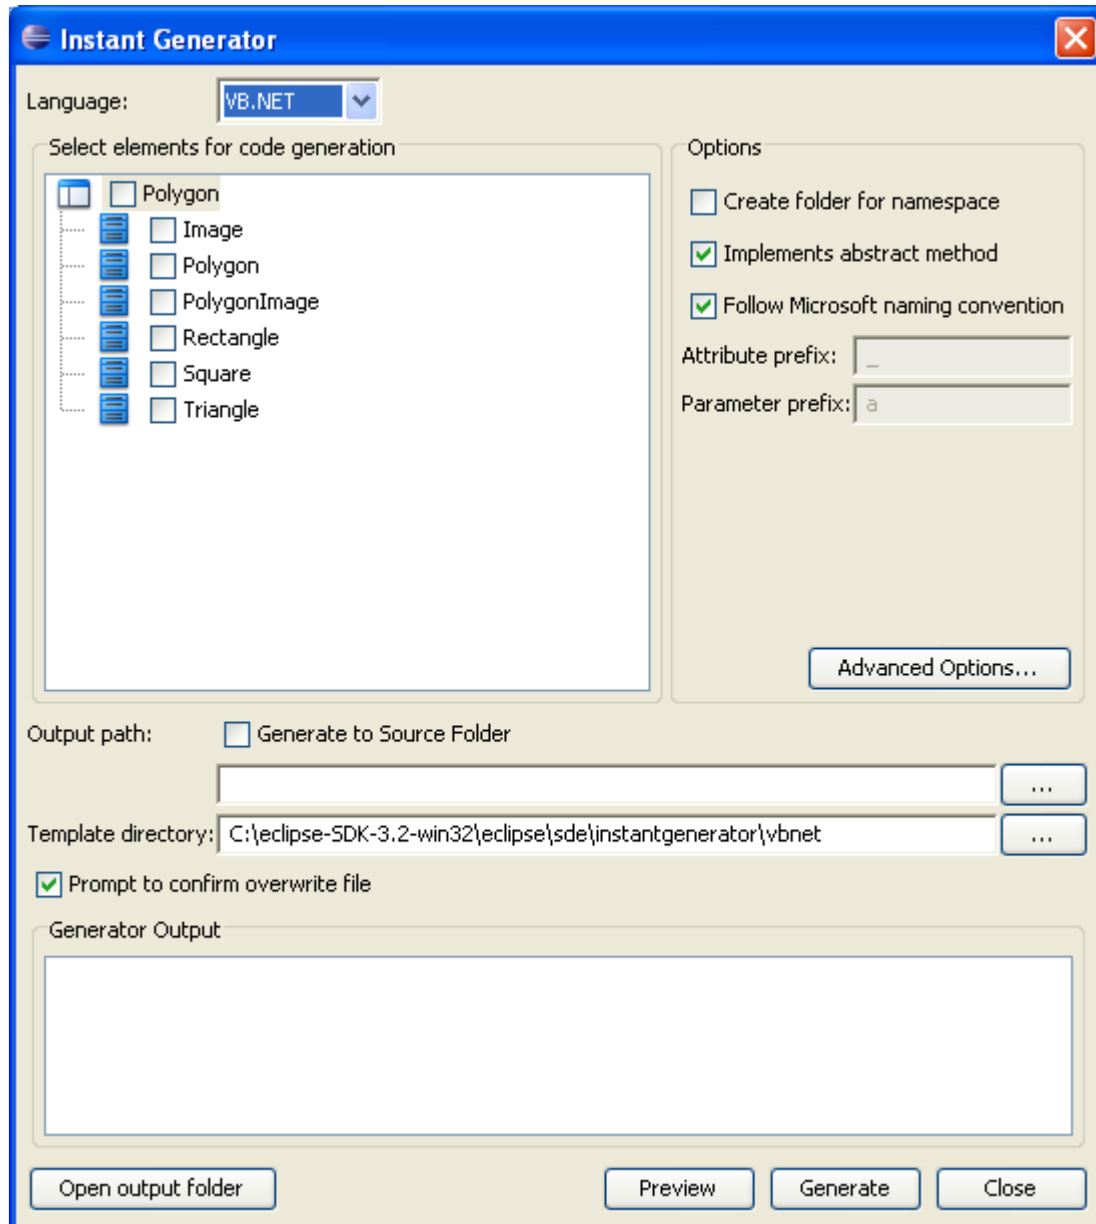 Instant Generator
Language: VB.NET
Select elements for code generation
Polygon
Image
Polygon
PolygonImage
Rectangle
Square
Triangle
Options
Create folder for namespace
Implements abstract method
Follow Microsoft naming convention
Attribute prefix: _
Parameter prefix: a
Advanced Options...
Output path: Generate to Source Folder
...
Template directory: C:\eclipse-SDK-3.2-win32\eclipse\sde\instantgenerator\vbnet ...
Prompt to confirm overwrite file
Generator Output
Open output folder Preview Generate Close